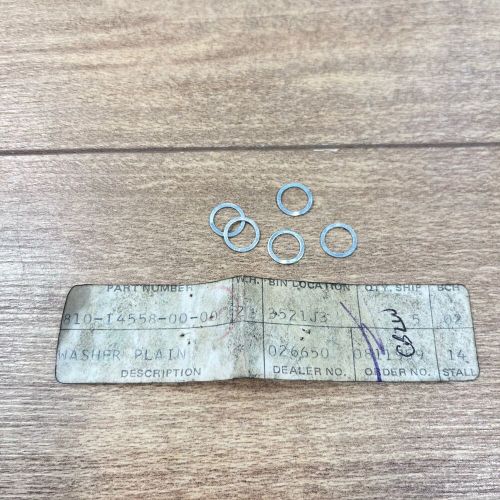 PART NUMBER W.H. BIN LOCATION QTY. SHIP BCH
810-14558-00-00 3521J3 5 02
WASHER PLAIN 026650 14
DESCRIPTION DEALER NO. ORDER NO. STALL